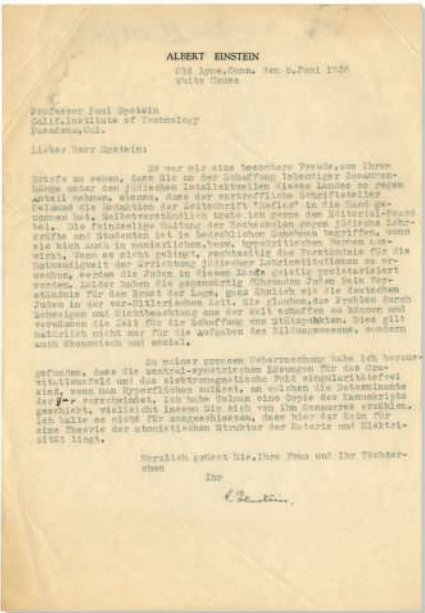 ALBERT EINSTEIN
Old Lyme, Conn. den 8. Juni 1935
White House
Professor Paul Epstein
Calif. Institute of Technology
Pasadena, Cal.
Lieber Herr Epstein:
Es war mir eine besondere Freude, aus Ihrem
Briefe zu sehen, dass Sie an der Schaffung lebendiger Zusammen-
hänge unter den jüdischen Intellektuellen dieses Landes so regen
Anteil nehmen, ebenso, dass der Schriftsteller
die Redaktion der Zeitschrift in die Hand ge-
nommen hat. Selbstverständlich trete ich gerne dem Editorial-Board
bei. Die Feindselige Haltung der Hochschulen gegen jüdische Lehr-
kräfte und Studenten ist in bedrohlichem Zunehmen begriffen, wenn
sie sich auch in manierlichen, bezw. hypokritischen Formen aus-
wirkt. Wenn es nicht gelingt, rechtzeitig das Verständnis für die
Notwendigkeit der Errichtung jüdischer Lehrinstitutionen zu er-
wecken, werden die Juden in diesem Lande geistig proletarisiert
werden. Leider haben die gegenwärtig führenden Juden kein Ver-
ständnis für den Ernst der Lage, ganz ähnlich wie die deutschen
Juden in der vor-Hitlerischen Zeit. Sie glauben, das Problem durch
Schweigen und Nichtbeachtung aus der Welt schaffen zu können und
versäumen die Zeit für die Schaffung von Stützpunkten. Dies gilt
natürlich nicht nur für die Aufgaben des Bildungswesens, sondern
auch ökonomisch und sozial.
Zu meiner grossen Ueberraschung habe ich heraus-
gefunden, dass die zentral-symetrischen Lösungen für das Gra-
vitationsfeld und das elektromagnetische Feld singularitätsfrei
sind, wenn man Hyperflächen zulässt, an welchen die Determinante
der verschwindet. Ich habe Tolman eine Copie des Manuskripts
geschickt, vielleicht lassen Sie sich von ihm Genaueres erzählen.
Ich halte es nicht für ausgeschlossen, dass hier der Keim für
eine Theorie der atomistischen Struktur der Materie und Elektri-
zität liegt.
Herzlich grüsst Sie, Ihre Frau und Ihr Töchter-
chen
Ihr
A. Einstein.